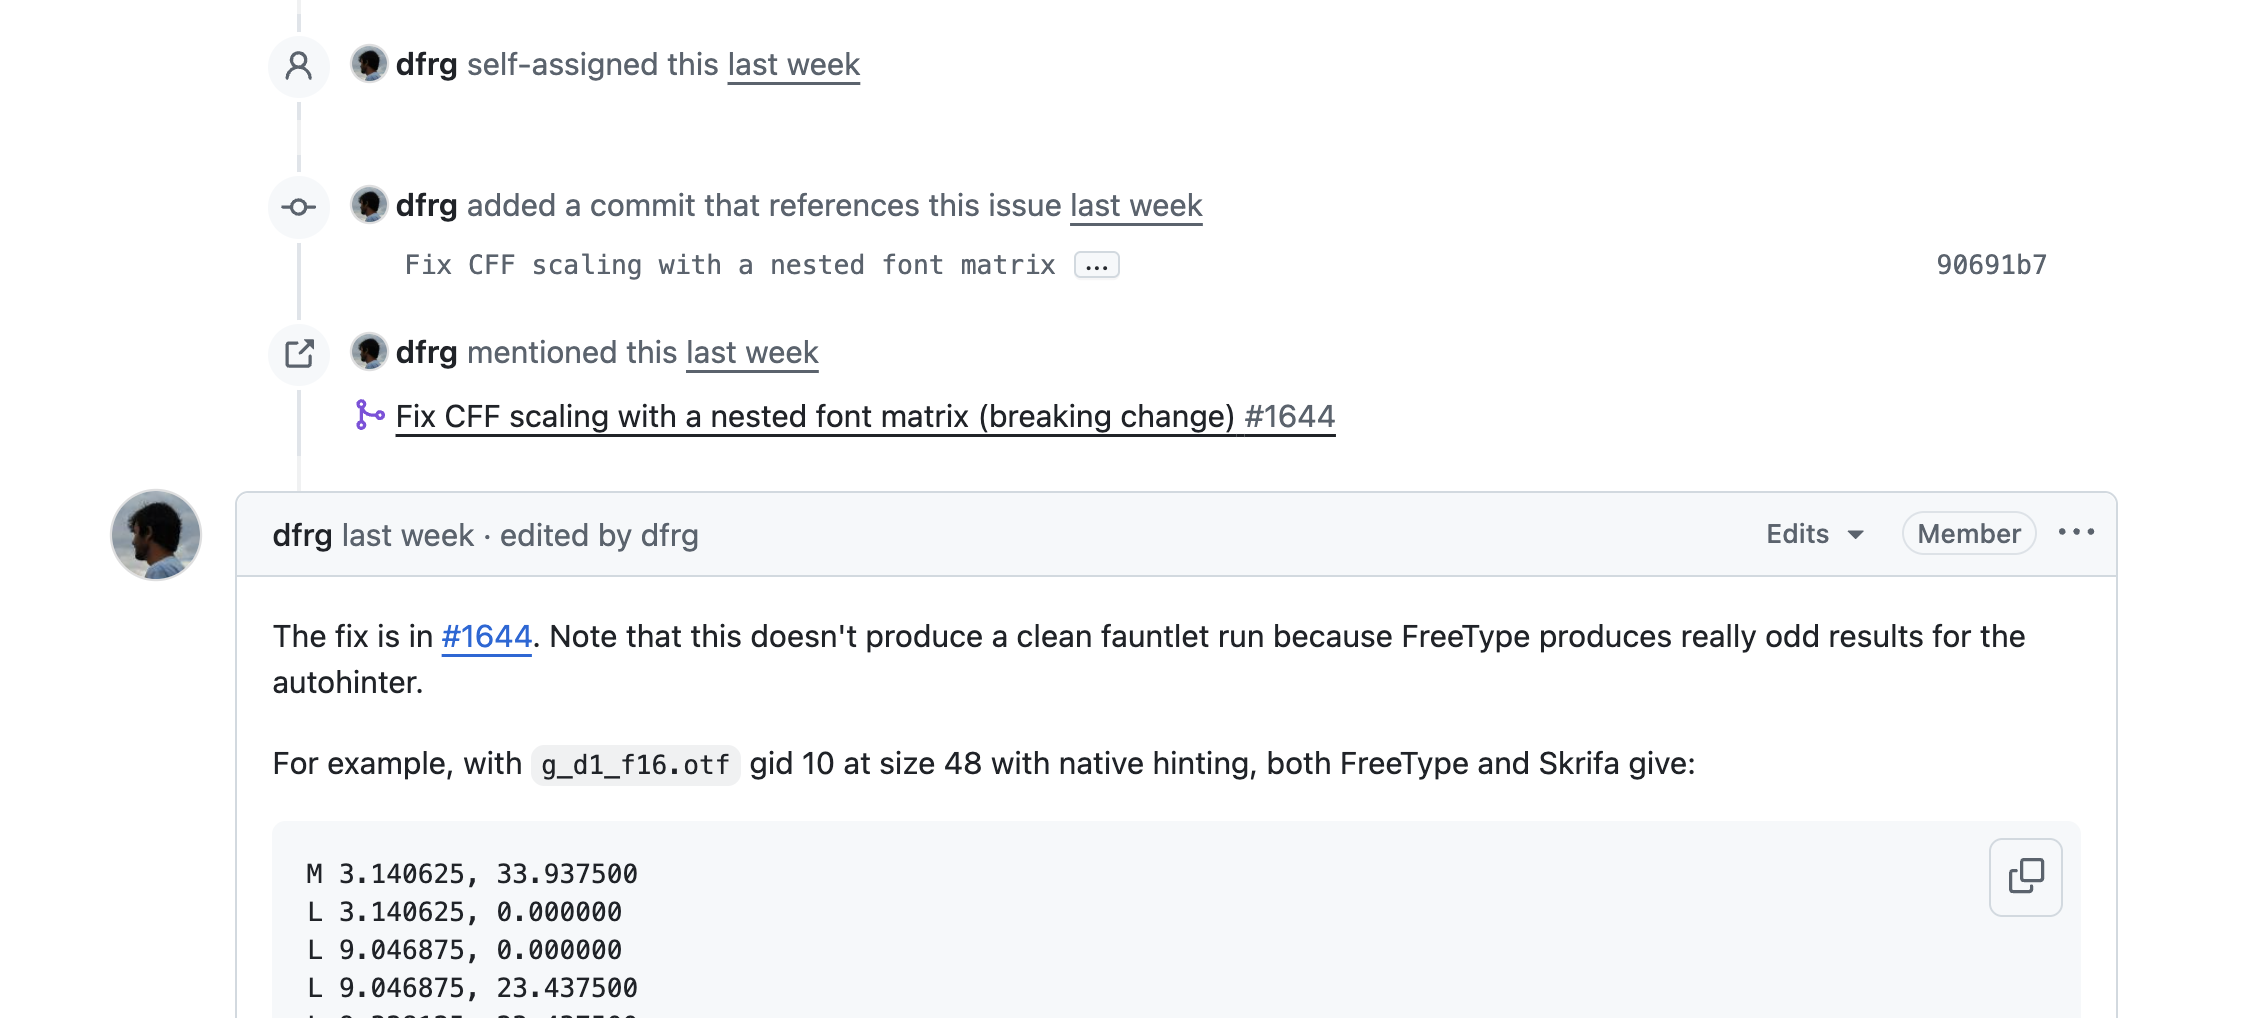 dfrg self-assigned this last week
dfrg added a commit that references this issue last week
Fix CFF scaling with a nested font matrix ... 90691b7
dfrg mentioned this last week
Fix CFF scaling with a nested font matrix (breaking change) #1644
dfrg last week · edited by dfrg Edits Member ...
The fix is in #1644. Note that this doesn't produce a clean fauntlet run because FreeType produces really odd results for the
autohinter.
For example, with g_d1_f16.otf gid 10 at size 48 with native hinting, both FreeType and Skrifa give:
M 3.140625, 33.937500
L 3.140625, 0.000000
L 9.046875, 0.000000
L 9.046875, 23.437500